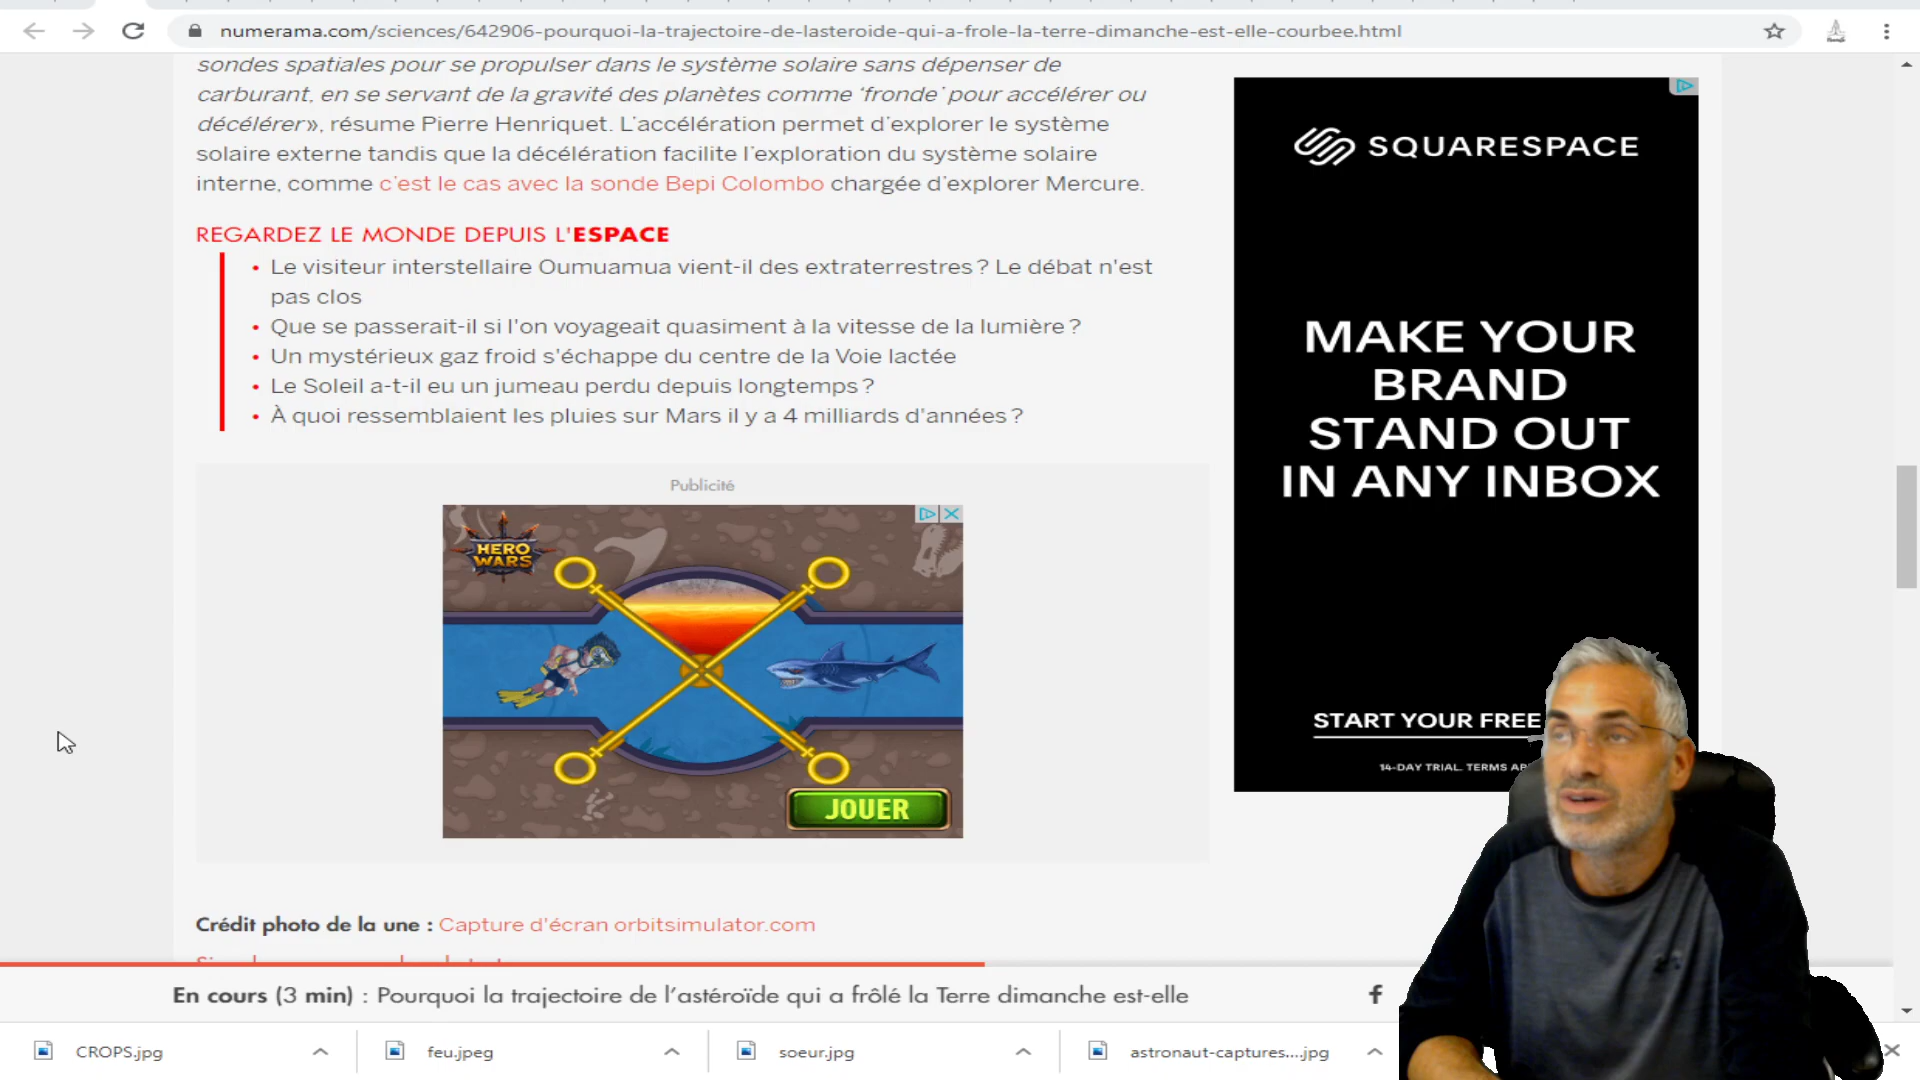 numerama.com/sciences/642906-pourquoi-la-trajectoire-de-lasteroide-qui-a-frole-la-terre-dimanche-est-elle-courbee.html
sondes spatiales pour se propulser dans le système solaire sans dépenser de
carburant, en se servant de la gravité des planètes comme ‘fronde’ pour accélérer ou
décélérer», résume Pierre Henriquet. L’accélération permet d’explorer le système
solaire externe tandis que la décélération facilite l’exploration du système solaire
interne, comme c’est le cas avec la sonde Bepi Colombo chargée d’explorer Mercure.
REGARDEZ LE MONDE DEPUIS L'ESPACE
• Le visiteur interstellaire Oumuamua vient-il des extraterrestres ? Le débat n'est
pas clos
• Que se passerait-il si l'on voyageait quasiment à la vitesse de la lumière ?
• Un mystérieux gaz froid s'échappe du centre de la Voie lactée
• Le Soleil a-t-il eu un jumeau perdu depuis longtemps ?
• À quoi ressemblaient les pluies sur Mars il y a 4 milliards d'années ?
Publicité
HERO
WARS
JOUER
SQUARESPACE
MAKE YOUR
BRAND
STAND OUT
IN ANY INBOX
START YOUR FREE
14-DAY TRIAL. TERMS
Crédit photo de la une : Capture d'écran orbitsimulator.com
En cours (3 min) : Pourquoi la trajectoire de l’astéroïde qui a frôlé la Terre dimanche est-elle
CROPS.jpg
feu.jpeg
soeur.jpg
astronaut-captures....jpg